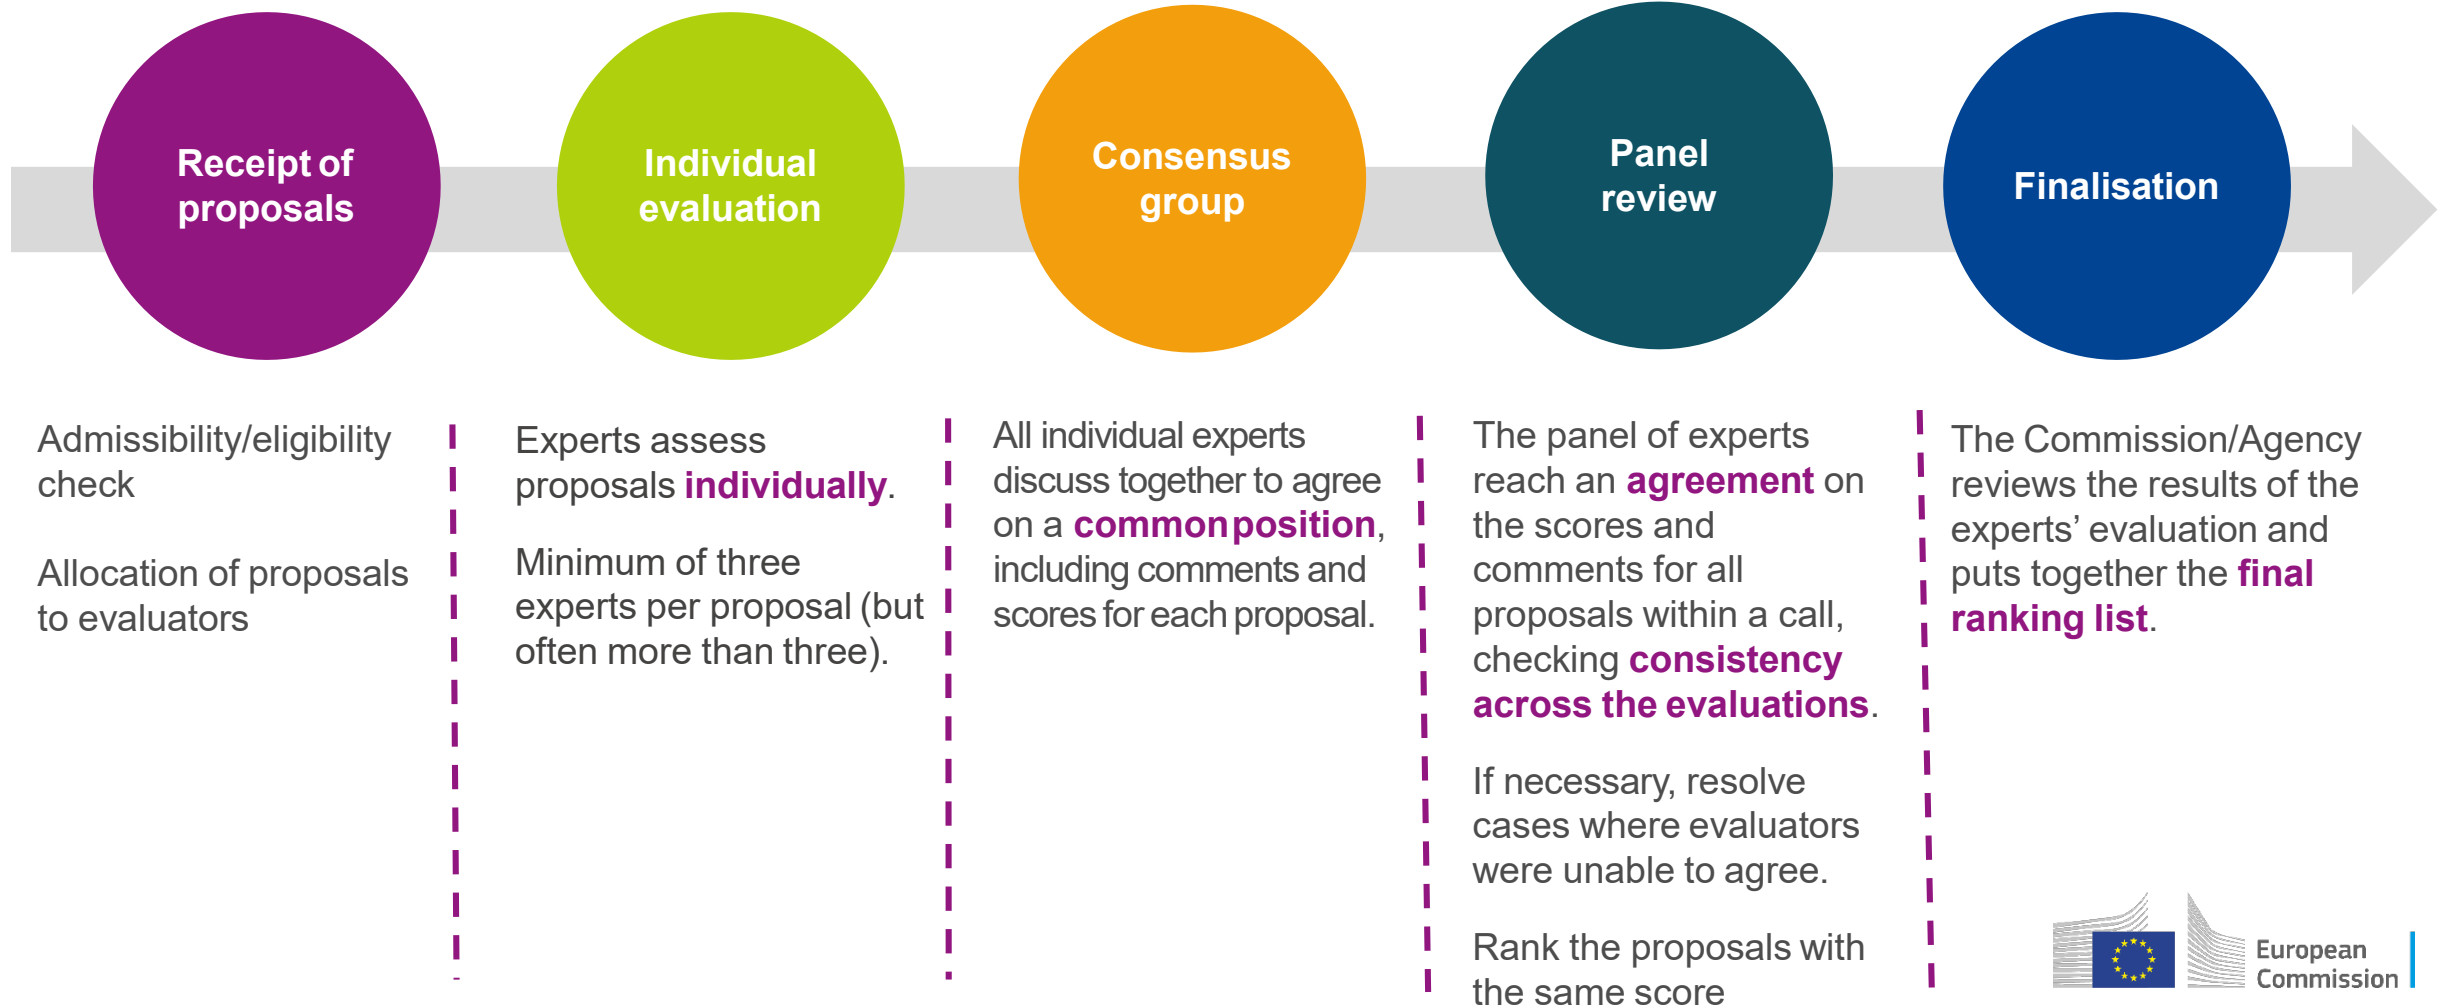 Receipt of
proposals
Individual
evaluation
Consensus
group
Panel
review
Finalisation
Admissibility/eligibility
check
Allocation of proposals
to evaluators
Experts assess
proposals individually.
Minimum of three
experts per proposal (but
often more than three).
All individual experts
discuss together to agree
on a common position,
including comments and
scores for each proposal.
The panel of experts
reach an agreement on
the scores and
comments for all
proposals within a call,
checking consistency
across the evaluations.
If necessary, resolve
cases where evaluators
were unable to agree.
Rank the proposals with
the same score
The Commission/Agency
reviews the results of the
experts’ evaluation and
puts together the final
ranking list.
European
Commission